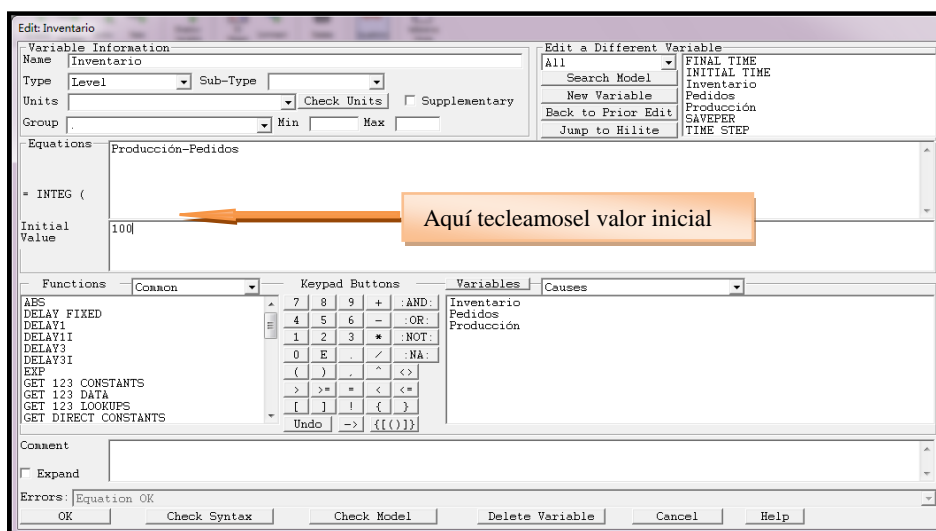 Edit: Inventario
Variable Information
Name Inventario
Type Level Sub-Type
Units Check Units Supplementary
Group . Min Max
Edit a Different Variable
All
Search Model
New Variable
Back to Prior Edit
Jump to Hilite
FINAL TIME
INITIAL TIME
Inventario
Pedidos
Producción
SAVEPER
TIME STEP
Equations
Producción-Pedidos
= INTEG (
Aquí tecleamosel valor inicial
Initial
Value
100
Functions Common
ABS
DELAY FIXED
DELAY1
DELAY1I
DELAY3
DELAY3I
EXP
GET 123 CONSTANTS
GET 123 DATA
GET 123 LOOKUPS
GET DIRECT CONSTANTS
Keypad Buttons
7 8 9 + :AND:
4 5 6 - :OR:
1 2 3 * :NOT:
0 E . / :NA:
( ) , ^ <>
> >= = < <=
[ ] ! { }
Undo -> {[()]}
Variables Causes
Inventario
Pedidos
Producción
Comment
Expand
Errors: Equation OK
OK Check Syntax Check Model Delete Variable Cancel Help